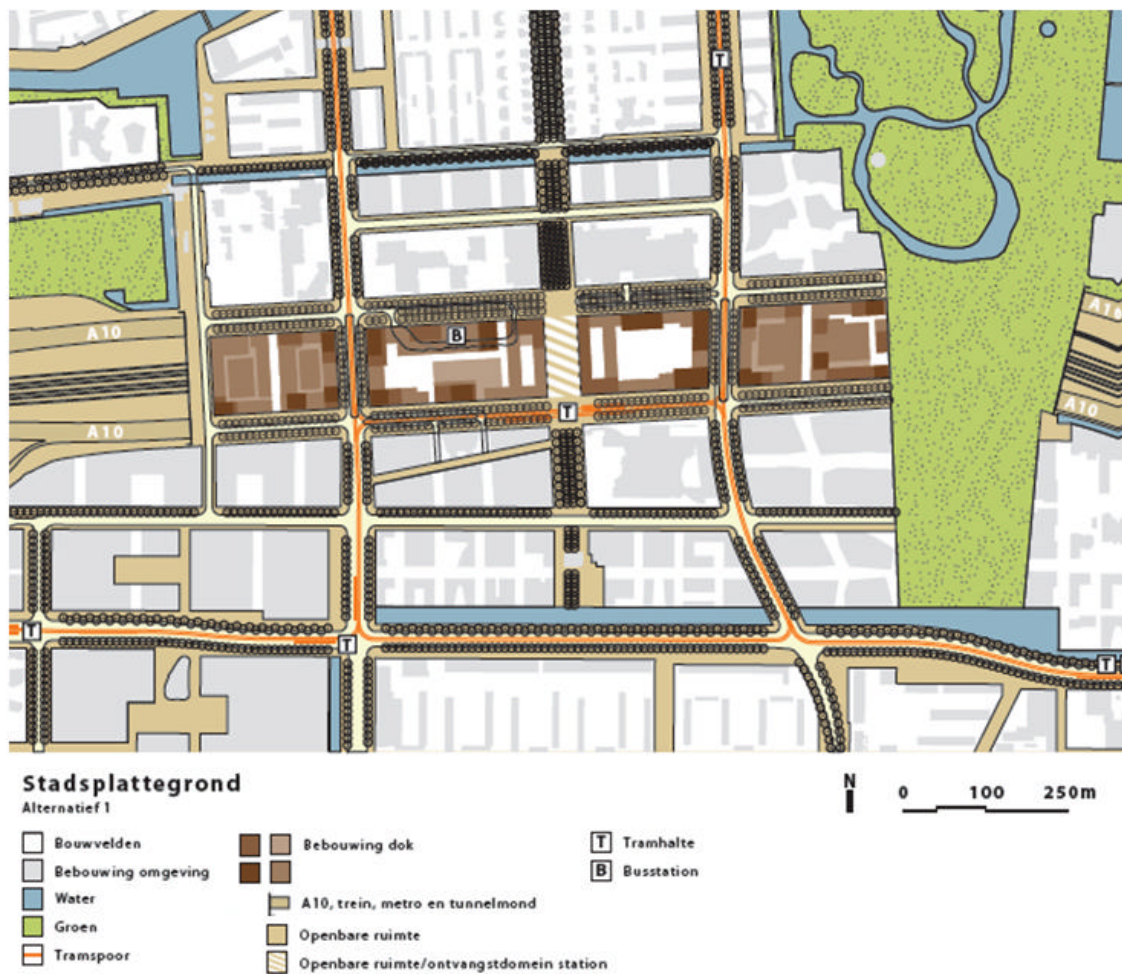 T
A10
B
A10
A10
T
A10
T
T
T
Stadsplattegrond
Alternatief 1
N
0 100 250m
Bouwvelden
Bebouwing omgeving
Water
Groen
Tramspoor
Bebouwing dok
A10, trein, metro en tunnelmond
Openbare ruimte
Openbare ruimte/ontvangstdomein station
T Tramhalte
B Busstation